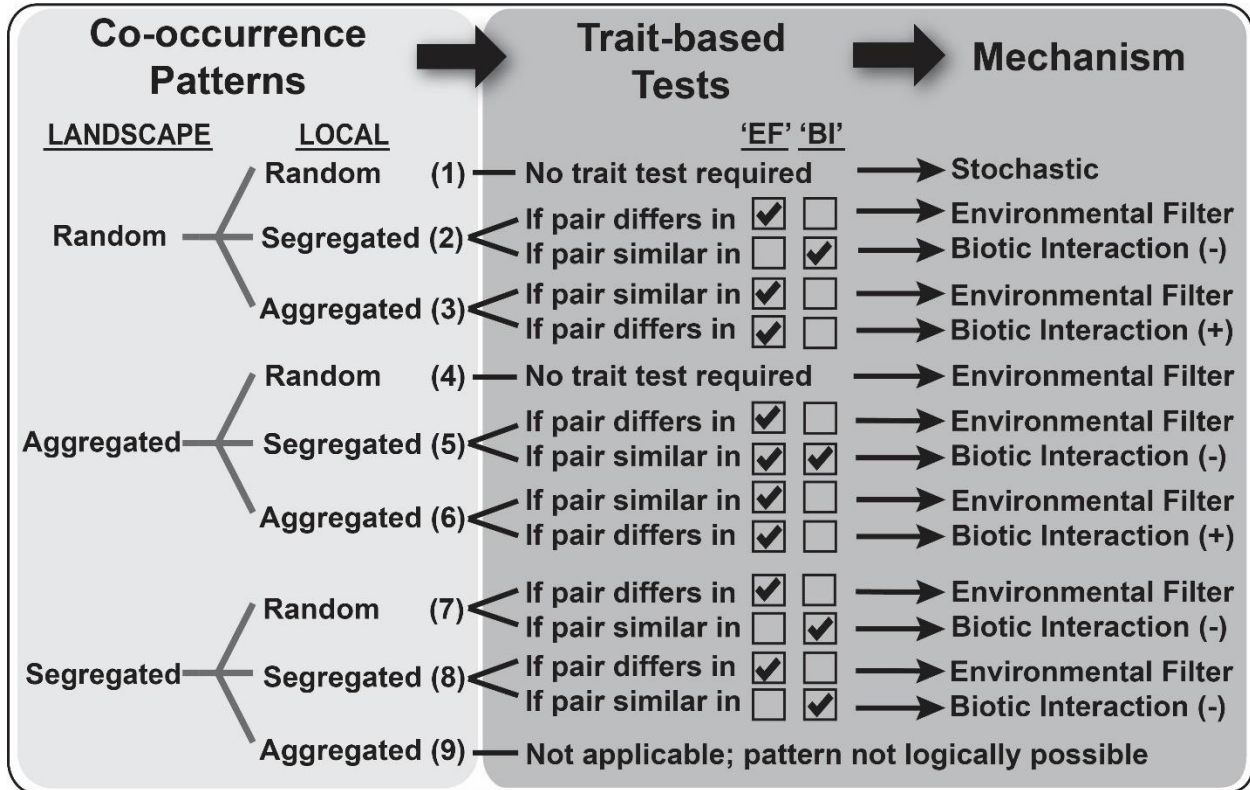 Co-occurrence
Patterns
Trait-based
Tests
Mechanism
LANDSCAPE LOCAL 'EF' 'BI'
Random (1) No trait test required Stochastic
Random
Segregated (2)
If pair differs in Environmental Filter
If pair similar in Biotic Interaction (-)
Aggregated (3)
If pair similar in Environmental Filter
If pair differs in Biotic Interaction (+)
Random (4) No trait test required Environmental Filter
Aggregated
Segregated (5)
If pair differs in Environmental Filter
If pair similar in Biotic Interaction (-)
Aggregated (6)
If pair similar in Environmental Filter
If pair differs in Biotic Interaction (+)
Random (7)
If pair differs in Environmental Filter
If pair similar in Biotic Interaction (-)
Segregated
Segregated (8)
If pair differs in Environmental Filter
If pair similar in Biotic Interaction (-)
Aggregated (9) Not applicable; pattern not logically possible